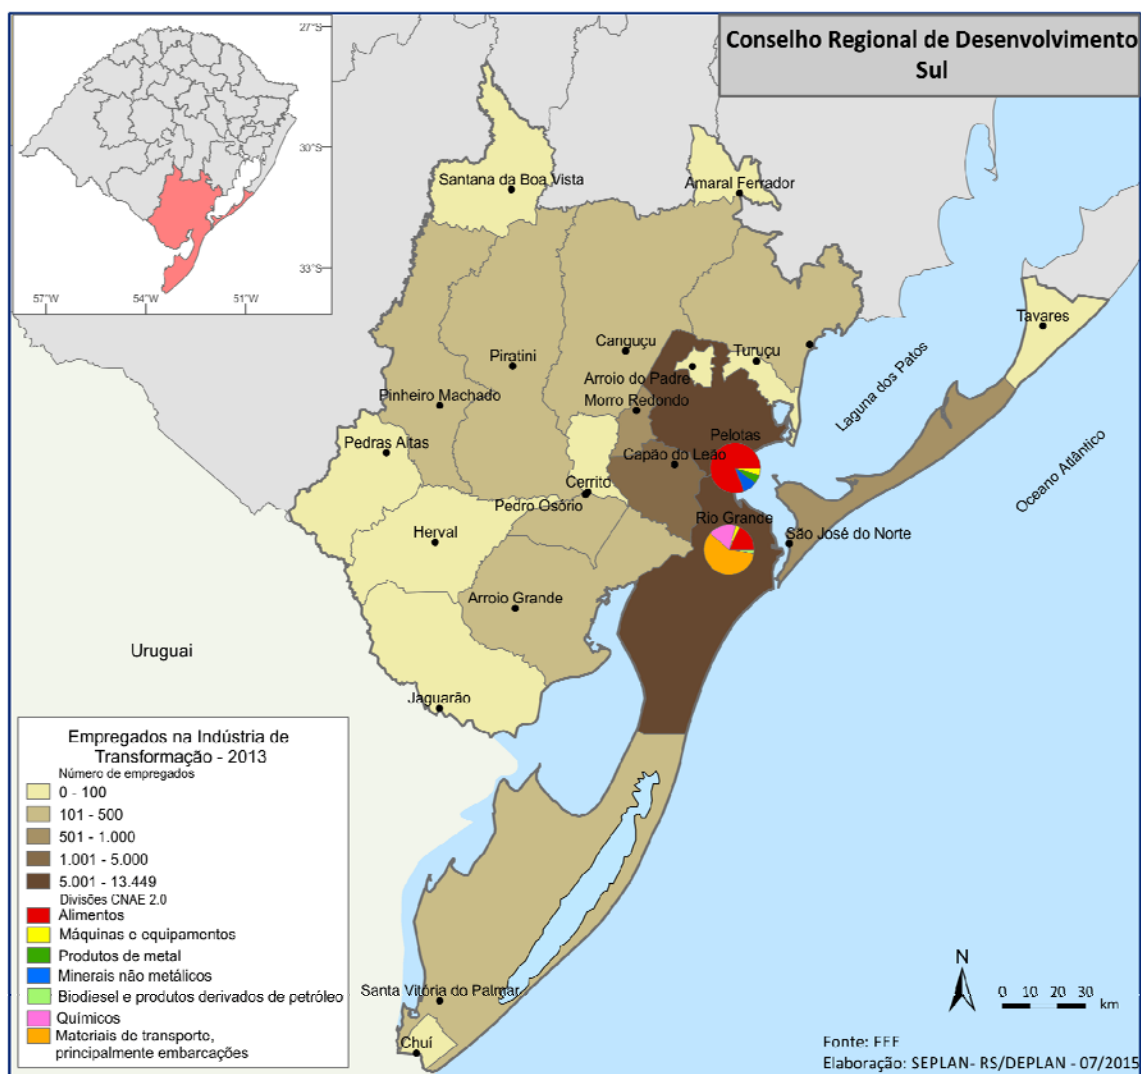 Conselho Regional de Desenvolvimento
Sul
27°S
30°S
33°S
57°W
54°W
51°W
Santana da Boa Vista
Amaral Ferrador
Tavares
Canguçu
Turuçu
Piratini
Arroio do Padre
Pinheiro Machado
Morro Redondo
Laguna dos Patos
Pelotas
Pedras Altas
Capão do Leão
Oceano Atlântico
Cerrito
Pedro Osório
Rio Grande
Herval
São José do Norte
Arroio Grande
Uruguai
Jaguarão
Empregados na Indústria de
Transformação - 2013
Número de empregados
0 - 100
101 - 500
501 - 1.000
1.001 - 5.000
5.001 - 13.449
Divisões CNAE 2.0
Alimentos
Máquinas e equipamentos
Produtos de metal
Minerais não metálicos
Biodiesel e produtos derivados de petróleo
Químicos
Materiais de transporte,
principalmente embarcações
Santa Vitória do Palmar
Chuí
N
0 10 20 30
km
Fonte: FEE
Elaboração: SEPLAN- RS/DEPLAN - 07/2015